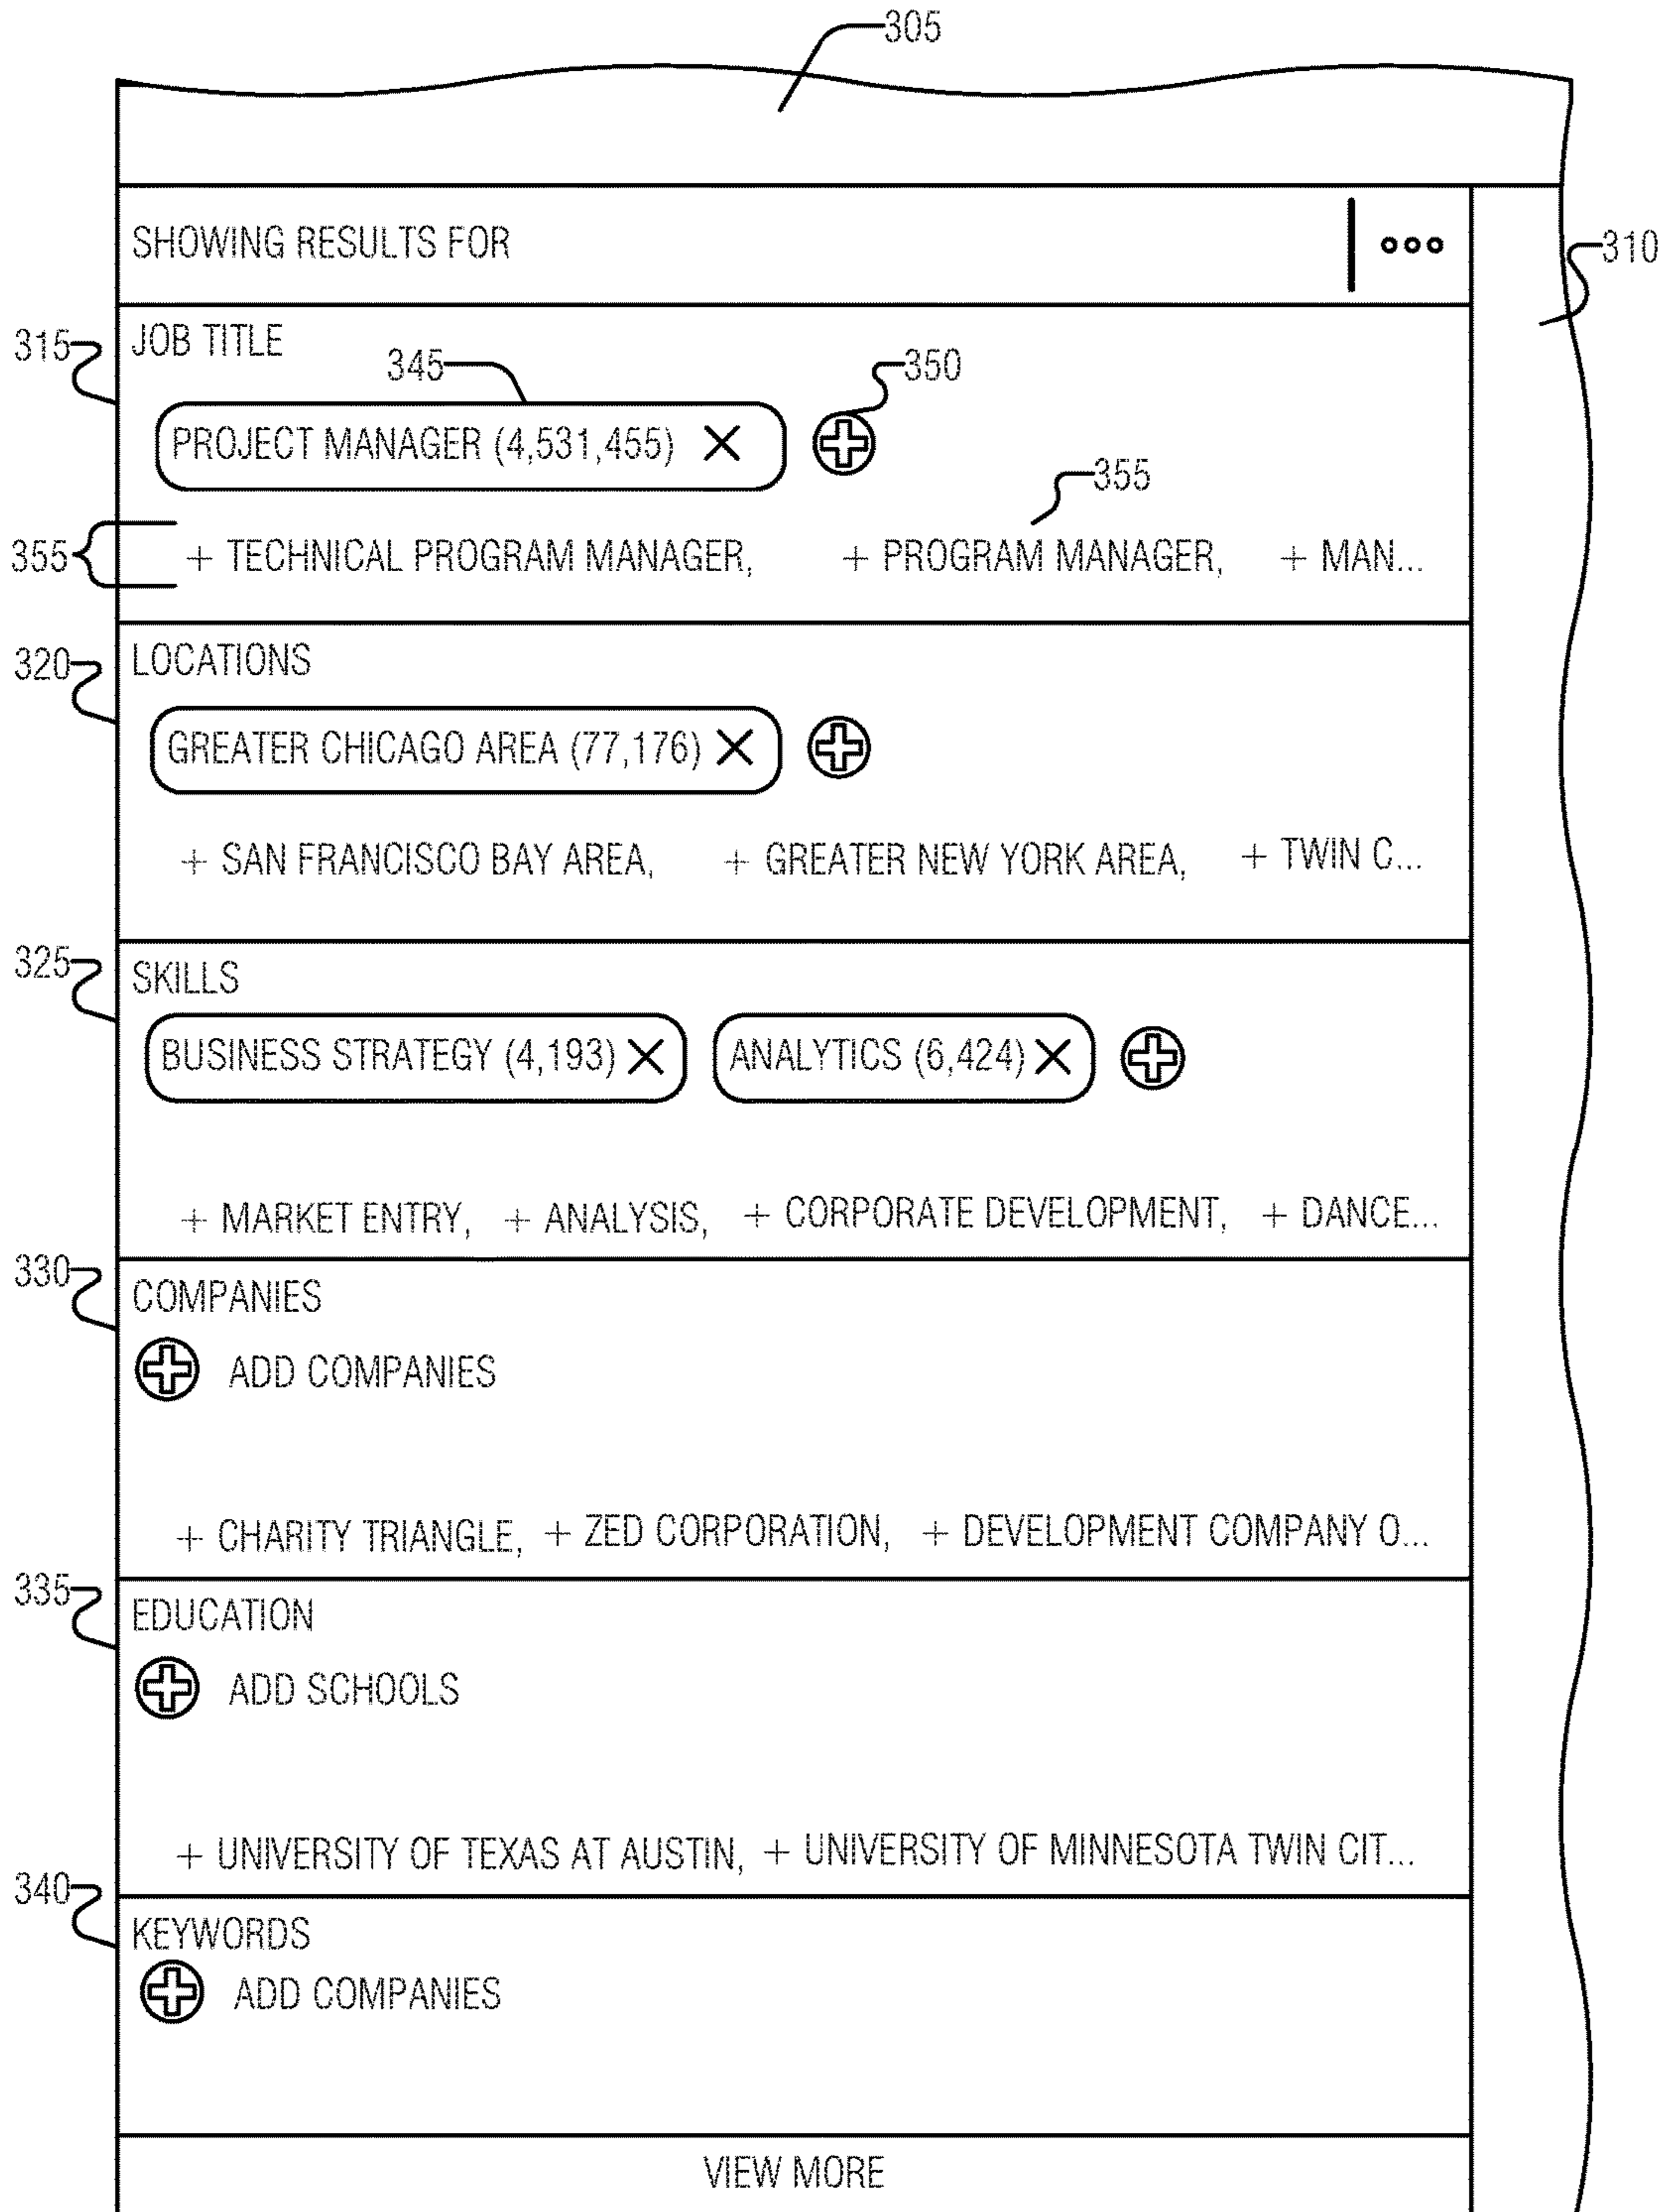 305
SHOWING RESULTS FOR
310
315
JOB TITLE
345
350
PROJECT MANAGER (4,531,455) X
355
355
+ TECHNICAL PROGRAM MANAGER, + PROGRAM MANAGER, + MAN...
320
LOCATIONS
GREATER CHICAGO AREA (77,176) X
+ SAN FRANCISCO BAY AREA, + GREATER NEW YORK AREA, + TWIN C...
325
SKILLS
BUSINESS STRATEGY (4,193) X ANALYTICS (6,424) X
+ MARKET ENTRY, + ANALYSIS, + CORPORATE DEVELOPMENT, + DANCE...
330
COMPANIES
ADD COMPANIES
+ CHARITY TRIANGLE, + ZED CORPORATION, + DEVELOPMENT COMPANY O...
335
EDUCATION
ADD SCHOOLS
+ UNIVERSITY OF TEXAS AT AUSTIN, + UNIVERSITY OF MINNESOTA TWIN CIT...
340
KEYWORDS
ADD COMPANIES
VIEW MORE